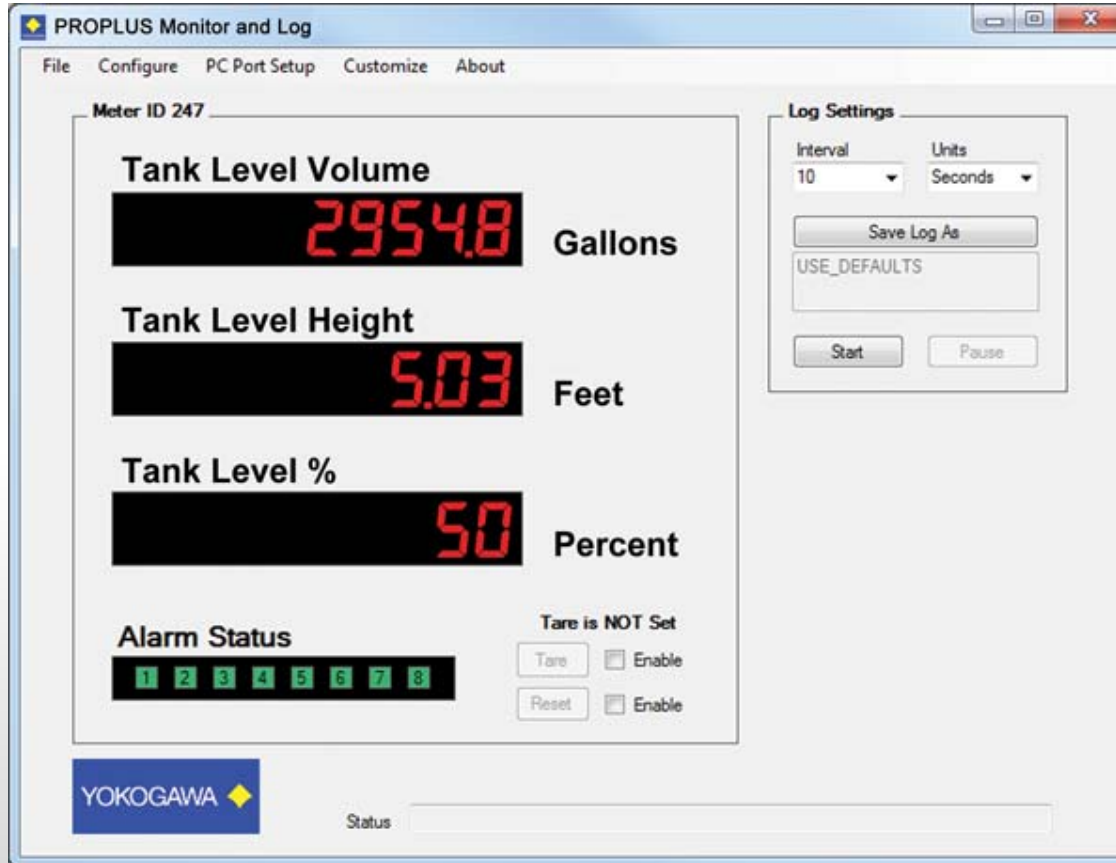 PROPLUS Monitor and Log
File Configure PC Port Setup Customize About
Meter ID 247
Tank Level Volume
2954.8 Gallons
Tank Level Height
5.03 Feet
Tank Level %
50 Percent
Alarm Status
1 2 3 4 5 6 7 8
Tare is NOT Set
Tare Enable
Reset Enable
Log Settings
Interval Units
10 Seconds
Save Log As
USE_DEFAULTS
Start Pause
YOKOGAWA
Status